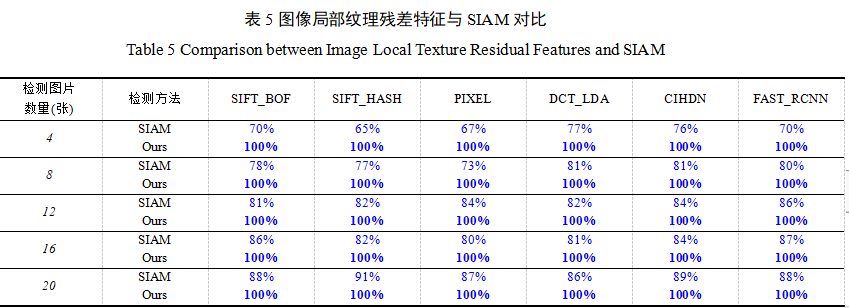 表 5 图像局部纹理残差特征与 SIAM 对比
Table 5 Comparison between Image Local Texture Residual Features and SIAM
检测图片
数量(张) 检测方法 SIFT_BOF SIFT_HASH PIXEL DCT_LDA CIHDN FAST_RCNN
4 SIAM 70% 65% 67% 77% 76% 70%
Ours 100% 100% 100% 100% 100% 100%
8 SIAM 78% 77% 73% 81% 81% 80%
Ours 100% 100% 100% 100% 100% 100%
12 SIAM 81% 82% 84% 82% 84% 86%
Ours 100% 100% 100% 100% 100% 100%
16 SIAM 86% 82% 80% 81% 84% 87%
Ours 100% 100% 100% 100% 100% 100%
20 SIAM 88% 91% 87% 86% 89% 88%
Ours 100% 100% 100% 100% 100% 100%